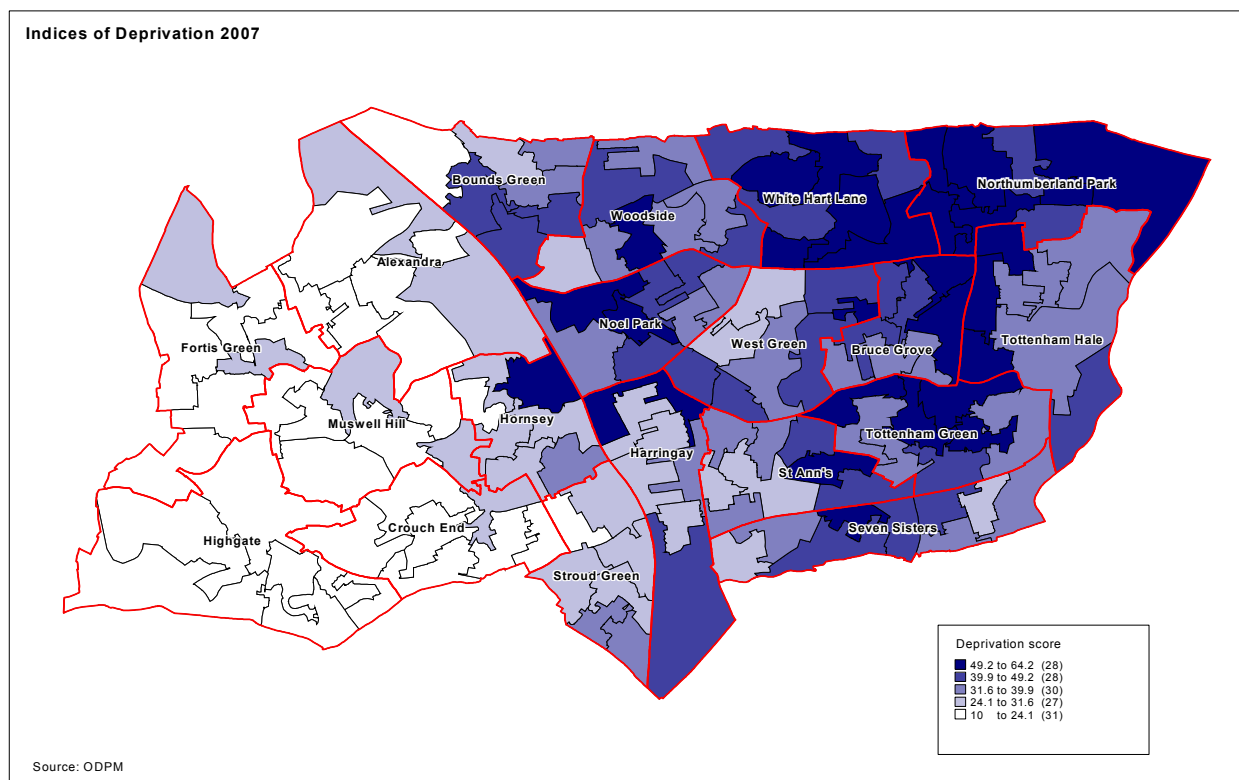 Indices of Deprivation 2007
Bounds Green
Northumberland Park
White Hart Lane
Woodside
Alexandra
Noel Park
Tottenham Hale
Fortis Green
West Green
Bruce Grove
Muswell Hill
Hornsey
Tottenham Green
Harringay
St Ann's
Crouch End
Seven Sisters
Highgate
Stroud Green
Deprivation score
49.2 to 64.2 (28)
39.9 to 49.2 (28)
31.6 to 39.9 (30)
24.1 to 31.6 (27)
10 to 24.1 (31)
Source: ODPM